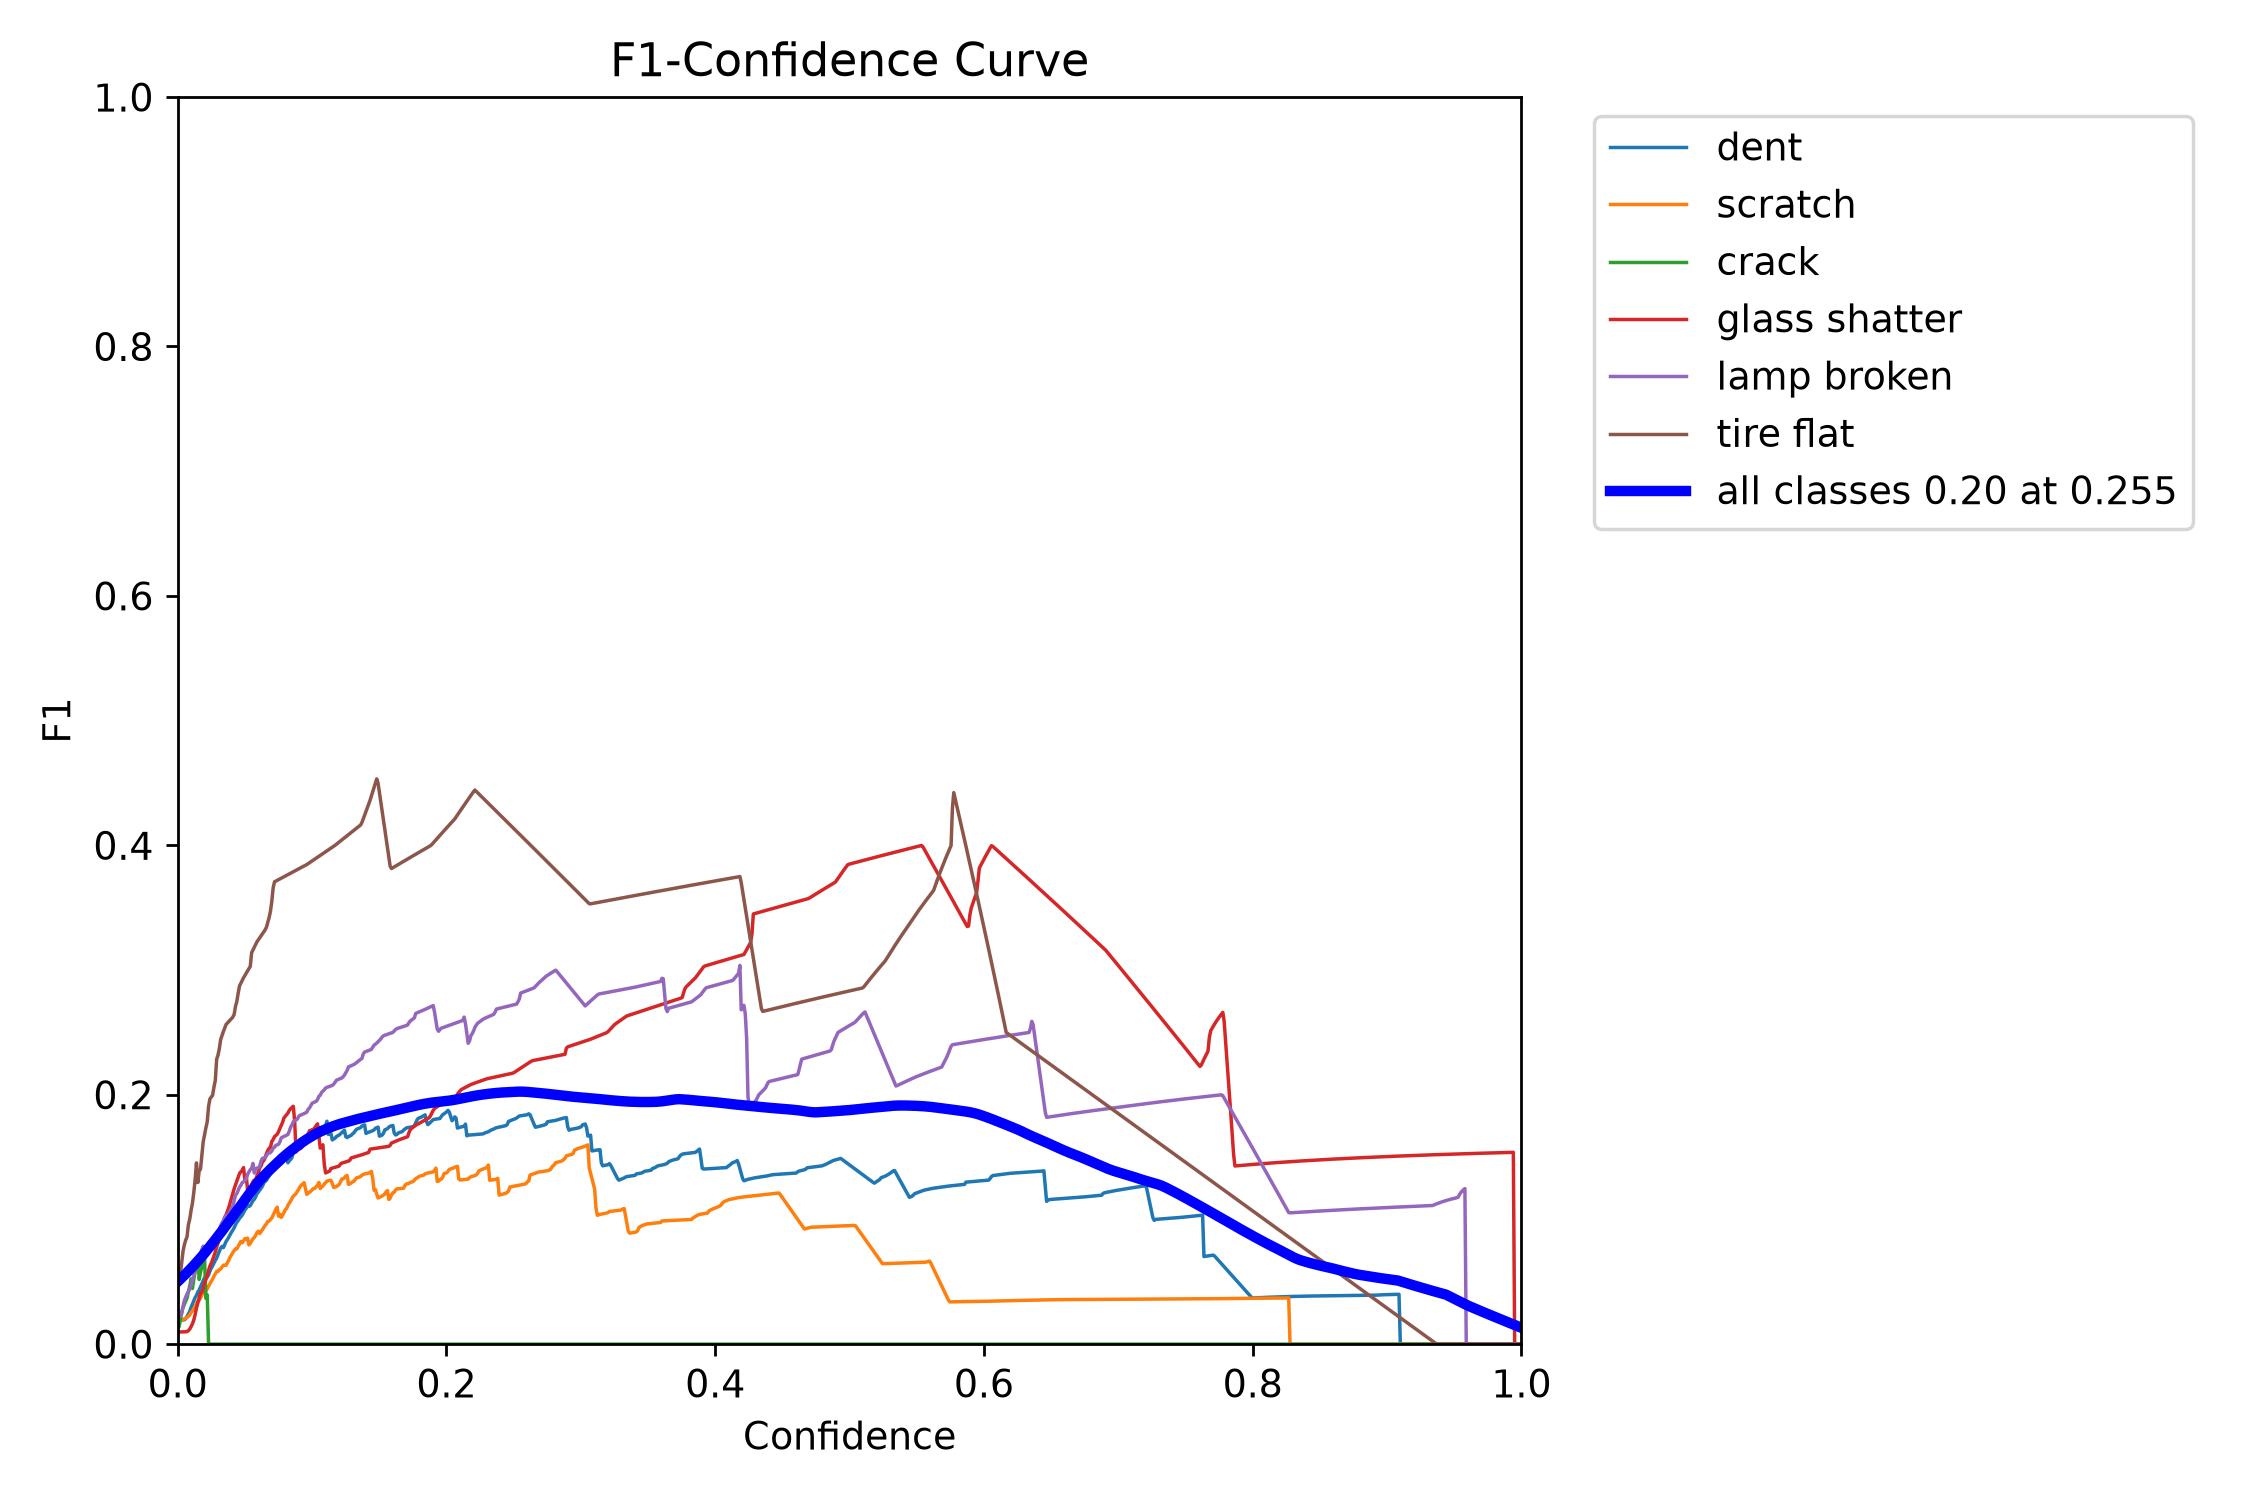 F1-Confidence Curve
1.0
0.8
0.6
0.4
0.2
0.0
F1
0.0 0.2 0.4 0.6 0.8 1.0
Confidence
dent
scratch
crack
glass shatter
lamp broken
tire flat
all classes 0.20 at 0.255